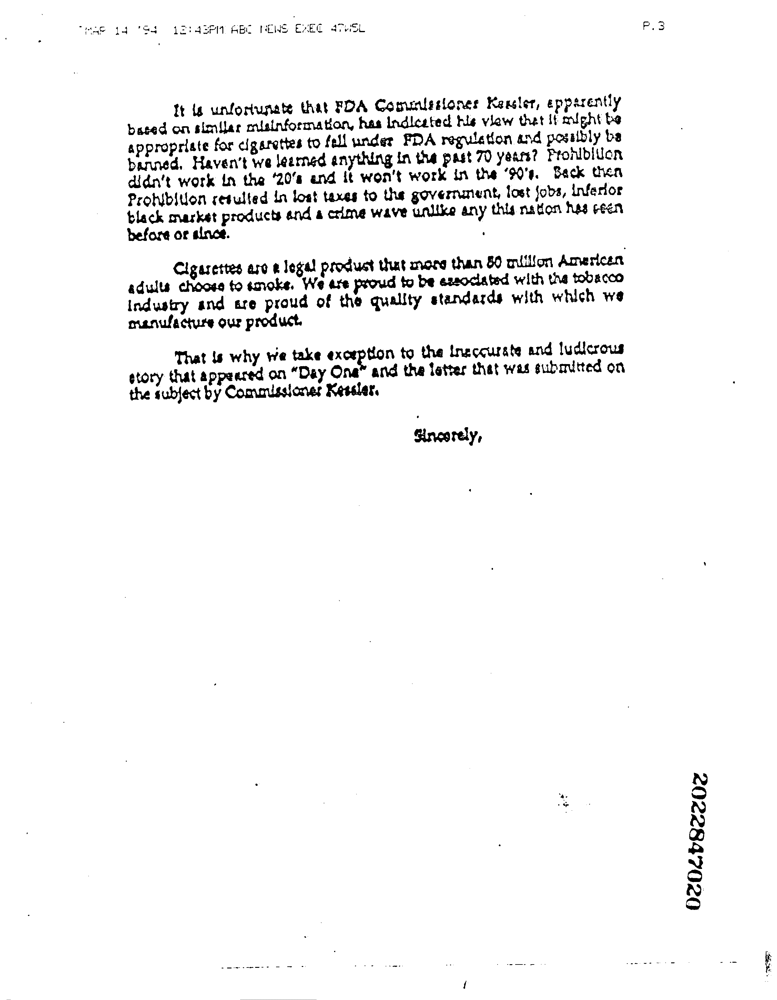 MAR 14 '94 12:43PM ABC NEWS EXEC 47WSL P.3
It is unfortunate that FDA Commissioner Kessler, apparently
based on similar misinformation, has indicated his view that it might be
appropriate for cigarettes to fall under FDA regulation and possibly be
banned. Haven't we learned anything in the past 70 years? Prohibition
didn't work in the '20's and it won't work in the '90's. Back then
Prohibition resulted in lost taxes to the government, lost jobs, inferior
black market products and a crime wave unlike any this nation has seen
before or since.
Cigarettes are a legal product that more than 50 million American
adults choose to smoke. We are proud to be associated with the tobacco
industry and are proud of the quality standards with which we
manufacture our product.
That is why we take exception to the inaccurate and ludicrous
story that appeared on "Day One" and the letter that was submitted on
the subject by Commissioner Kessler.
Sincerely,
2022847020